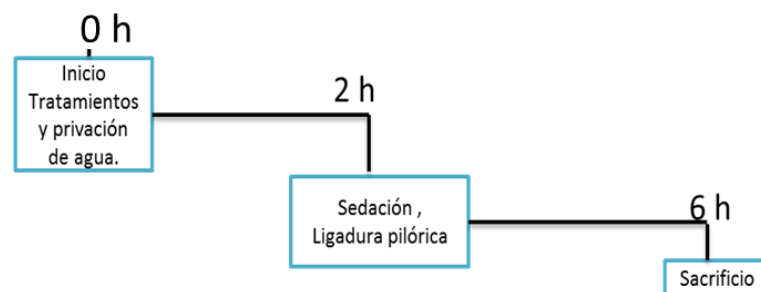 0 h
Inicio
Tratamientos
y privación
de agua.
2 h
Sedación ,
Ligadura pilórica
6 h
Sacrificio